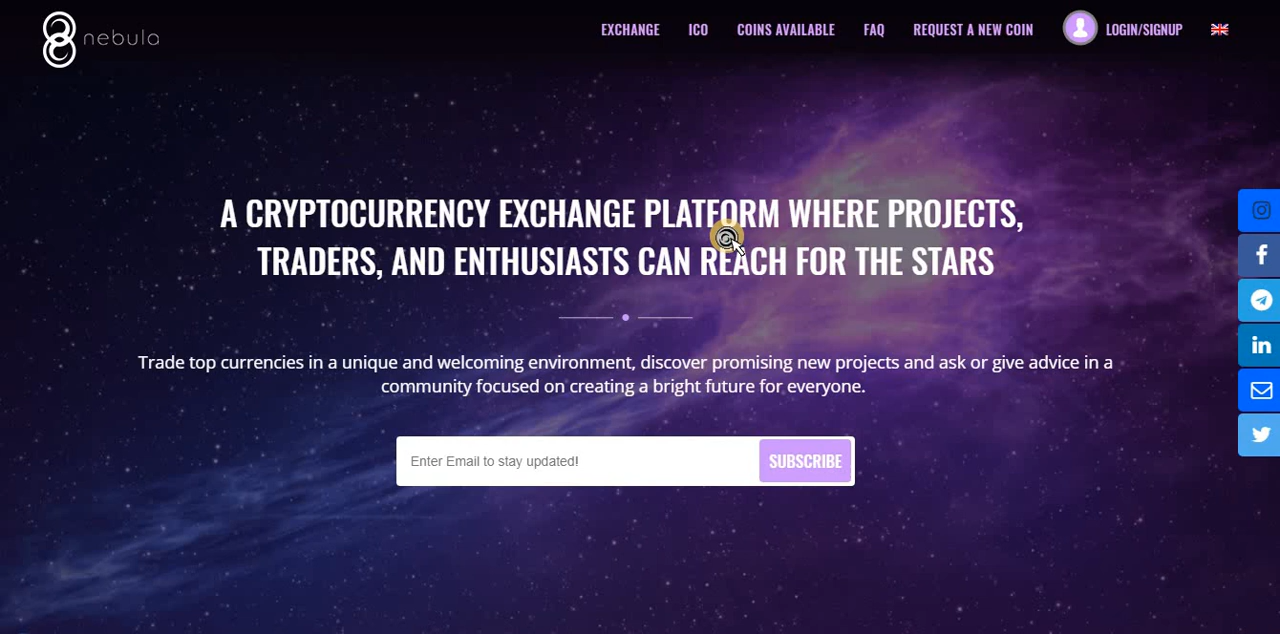 nebula
EXCHANGE ICO COINS AVAILABLE FAQ REQUEST A NEW COIN LOGIN/SIGNUP
A CRYPTOCURRENCY EXCHANGE PLATFORM WHERE PROJECTS,
TRADERS, AND ENTHUSIASTS CAN REACH FOR THE STARS
Trade top currencies in a unique and welcoming environment, discover promising new projects and ask or give advice in a
community focused on creating a bright future for everyone.
Enter Email to stay updated! SUBSCRIBE